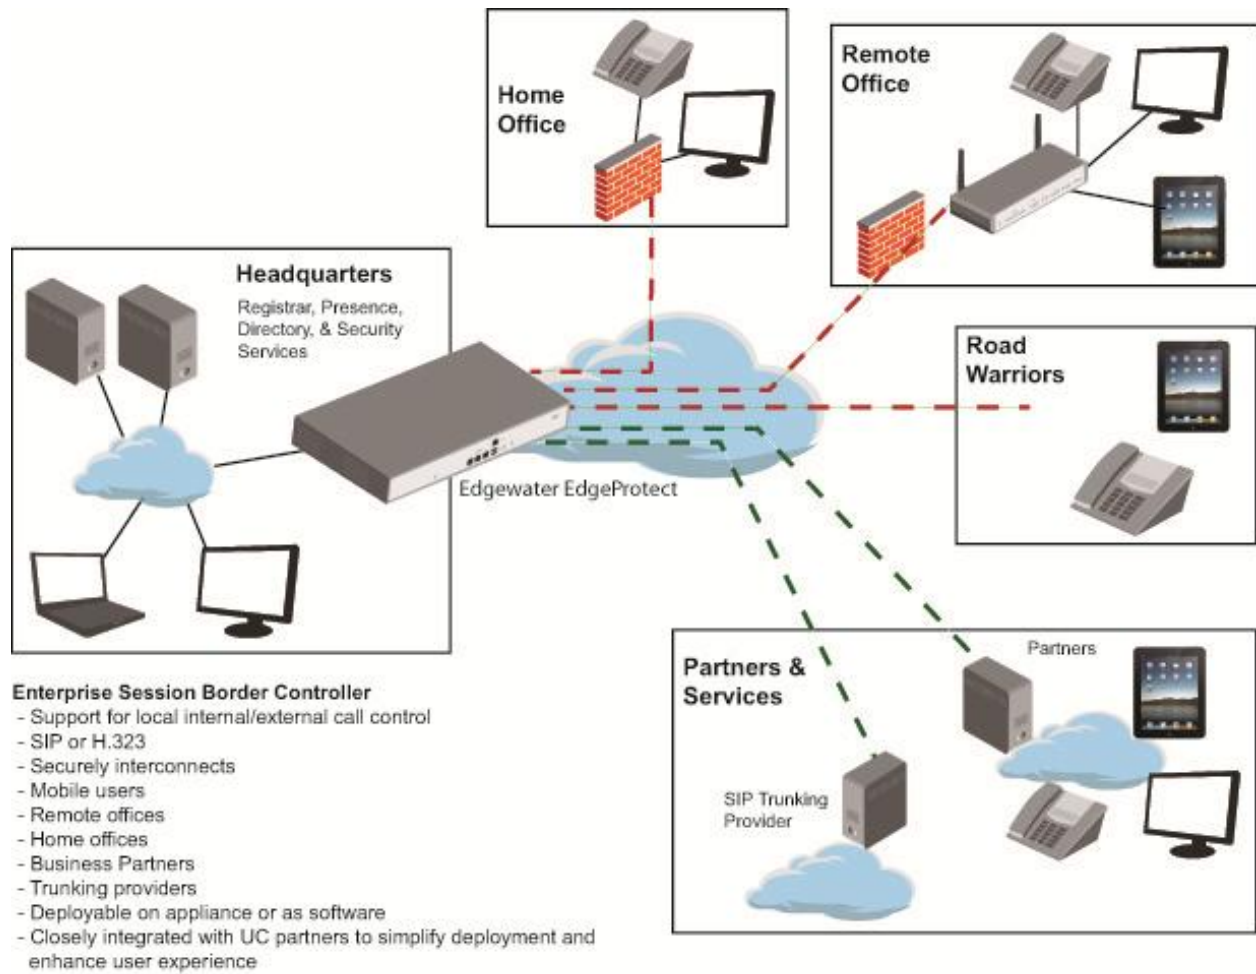 Home
Office
Remote
Office
Headquarters
Registrar, Presence,
Directory, & Security
Services
Road
Warriors
Edgewater EdgeProtect
Partners &
Services
Partners
SIP Trunking
Provider
Enterprise Session Border Controller
- Support for local internal/external call control
- SIP or H.323
- Securely interconnects
- Mobile users
- Remote offices
- Home offices
- Business Partners
- Trunking providers
- Deployable on appliance or as software
- Closely integrated with UC partners to simplify deployment and
enhance user experience